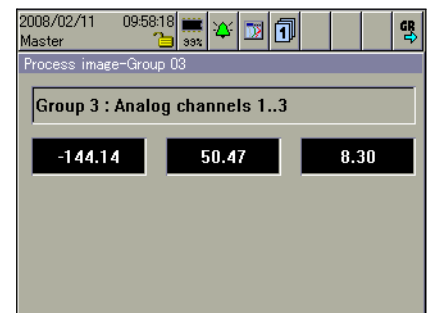 2008/02/11 09:58:18
Master 99% 1 GR
Process image-Group 03
Group 3 : Analog channels 1..3
-144.14 50.47 8.30